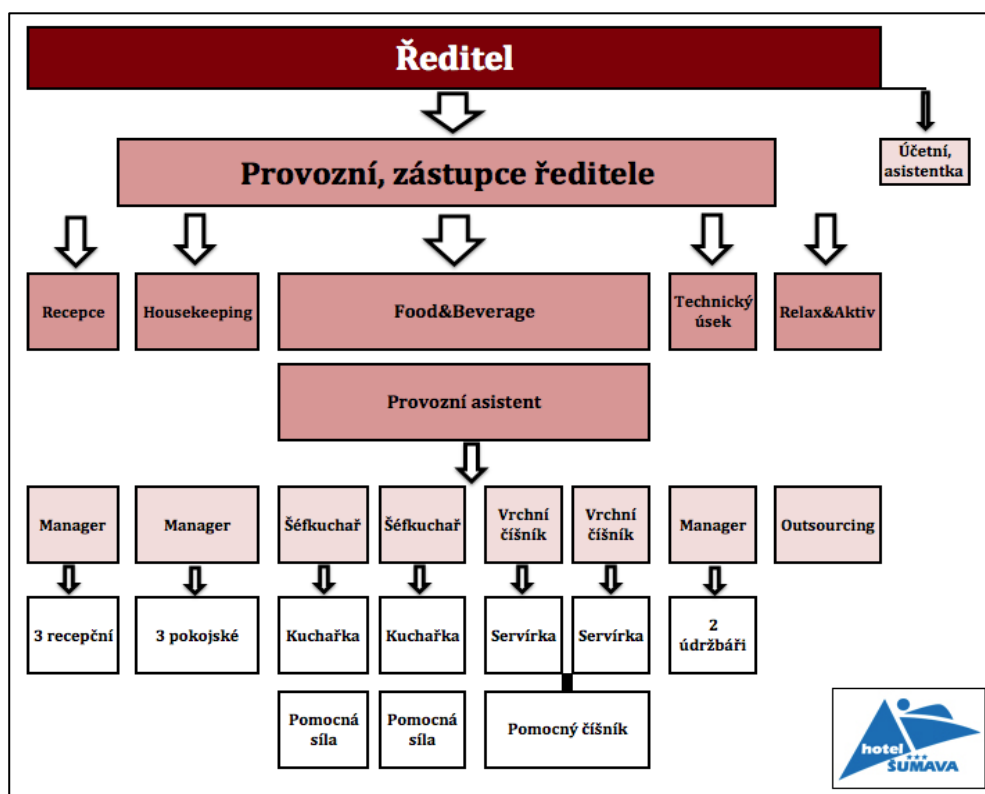 Ředitel
Účetní,
asistentka
Provozní, zástupce ředitele
Recepce
Housekeeping
Food&Beverage
Technický
úsek
Relax&Aktiv
Provozní asistent
Manager
Manager
Šéfkuchař
Šéfkuchař
Vrchní
číšník
Vrchní
číšník
Manager
Outsourcing
3 recepční
3 pokojské
Kuchařka
Kuchařka
Servírka
Servírka
2
údržbáři
Pomocná
síla
Pomocná
síla
Pomocný číšník
hotel
ŠUMAVA